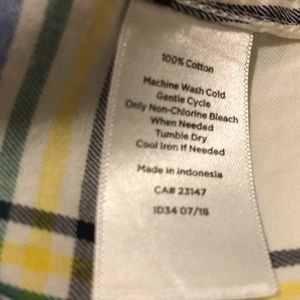 100% Cotton
Machine Wash Cold
Gentle Cycle
Only Non-Chlorine Bleach
When Needed
Tumble Dry
Cool Iron If Needed
Made in Indonesia
CA# 23147
ID34 07/18